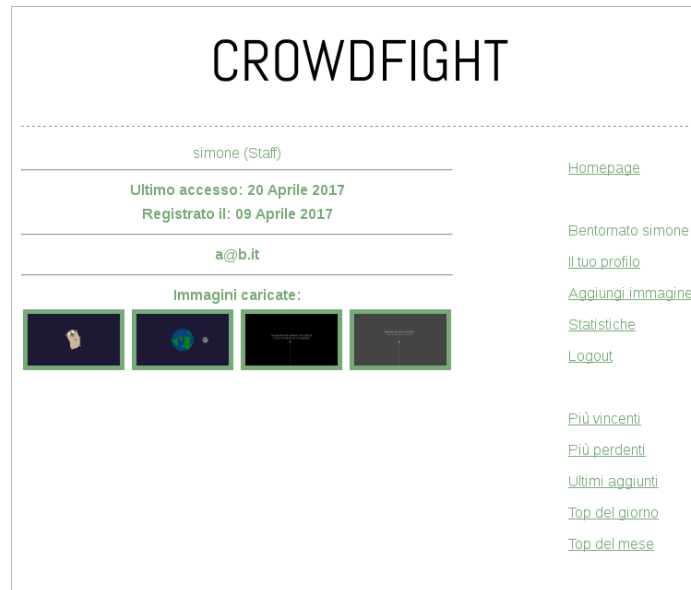 CROWDFIGHT
simone (Staff)
Ultimo accesso: 20 Aprile 2017
Registrato il: 09 Aprile 2017
a@b.it
Immagini caricate:
Homepage
Bentornato simone
Il tuo profilo
Aggiungi immagine
Statistiche
Logout
Più vincenti
Più perdenti
Ultimi aggiunti
Top del giorno
Top del mese